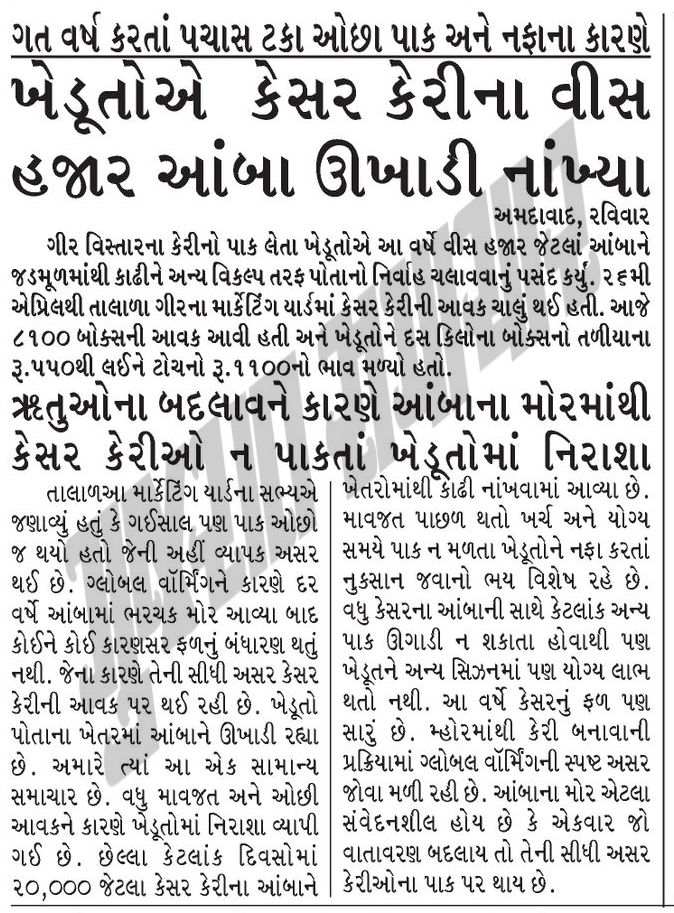 ગત વર્ષ કરતાં પચાસ ટકા ઓછા પાક અને નફાના કારણે
ખેડૂતોએ કેસર કેરીના વીસ
હજાર આંબા ઊખાડી નાંખ્યા
અમદાવાદ, રવિવાર
ગીર વિસ્તારના કેરીનો પાક લેતા ખેડૂતોએ આ વર્ષે વીસ હજાર જેટલાં આંબાને
જડમૂળમાંથી કાઢીને અન્ય વિકલ્પ તરફ પોતાનો નિર્વાહ ચલાવવાનું પસંદ કર્યું. ૨૬મી
એપ્રિલથી તાલાળા ગીરના માર્કેટિંગ યાર્ડમાં કેસર કેરીની આવક ચાલું થઈ હતી. આજે
૮૧૦૦ બોક્સની આવક આવી હતી અને ખેડૂતોને દસ કિલોના બોક્સનો તળીયાના
રૂ.૫૫૦થી લઈને ટોચનો રૂ.૧૧૦૦નો ભાવ મળ્યો હતો.
ઋતુઓના બદલાવને કારણે આંબાના મોરમાંથી
કેસર કેરીઓ ન પાકતાં ખેડૂતોમાં નિરાશા
તાલાળઆ માર્કેટિંગ યાર્ડના સભ્યએ
જણાવ્યું હતું કે ગઈસાલ પણ પાક ઓછો
જ થયો હતો જેની અહીં વ્યાપક અસર
થઈ છે. ગ્લોબલ વૉર્મિંગને કારણે દર
વર્ષે આંબામાં ભરચક મોર આવ્યા બાદ
કોઈને કોઈ કારણસર ફળનું બંધારણ થતું
નથી. જેના કારણે તેની સીધી અસર કેસર
કેરીની આવક પર થઈ રહી છે. ખેડૂતો
પોતાના ખેતરમાં આંબાને ઊખાડી રહ્યા
છે. અમારે ત્યાં આ એક સામાન્ય
સમાચાર છે. વધુ માવજત અને ઓછી
આવકને કારણે ખેડૂતોમાં નિરાશા વ્યાપી
ગઈ છે. છેલ્લા કેટલાંક દિવસોમાં
૨૦,૦૦૦ જેટલા કેસર કેરીના આંબાને
ખેતરોમાંથી કાઢી નાંખવામાં આવ્યા છે.
માવજત પાછળ થતો ખર્ચ અને યોગ્ય
સમયે પાક ન મળતા ખેડૂતોને નફા કરતાં
નુકસાન જવાનો ભય વિશેષ રહે છે.
વધુ કેસરના આંબાની સાથે કેટલાંક અન્ય
પાક ઊગાડી ન શકાતા હોવાથી પણ
ખેડૂતને અન્ય સિઝનમાં પણ યોગ્ય લાભ
થતો નથી. આ વર્ષે કેસરનું ફળ પણ
સારું છે. મ્હોરમાંથી કેરી બનાવાની
પ્રક્રિયામાં ગ્લોબલ વૉર્મિંગની સ્પષ્ટ અસર
જોવા મળી રહી છે. આંબાના મોર એટલા
સંવેદનશીલ હોય છે કે એકવાર જો
વાતાવરણ બદલાય તો તેની સીધી અસર
કેરીઓના પાક પર થાય છે.
ગુજરાત સમાચાર